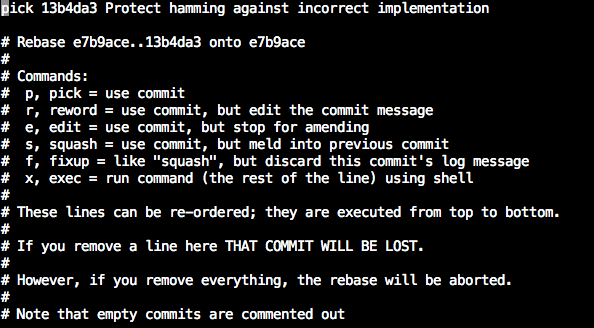 pick 13b4da3 Protect hamming against incorrect implementation

# Rebase e7b9ace..13b4da3 onto e7b9ace
#
# Commands:
#  p, pick = use commit
#  r, reword = use commit, but edit the commit message
#  e, edit = use commit, but stop for amending
#  s, squash = use commit, but meld into previous commit
#  f, fixup = like "squash", but discard this commit's log message
#  x, exec = run command (the rest of the line) using shell
#
# These lines can be re-ordered; they are executed from top to bottom.
#
# If you remove a line here THAT COMMIT WILL BE LOST.
#
# However, if you remove everything, the rebase will be aborted.
#
# Note that empty commits are commented out